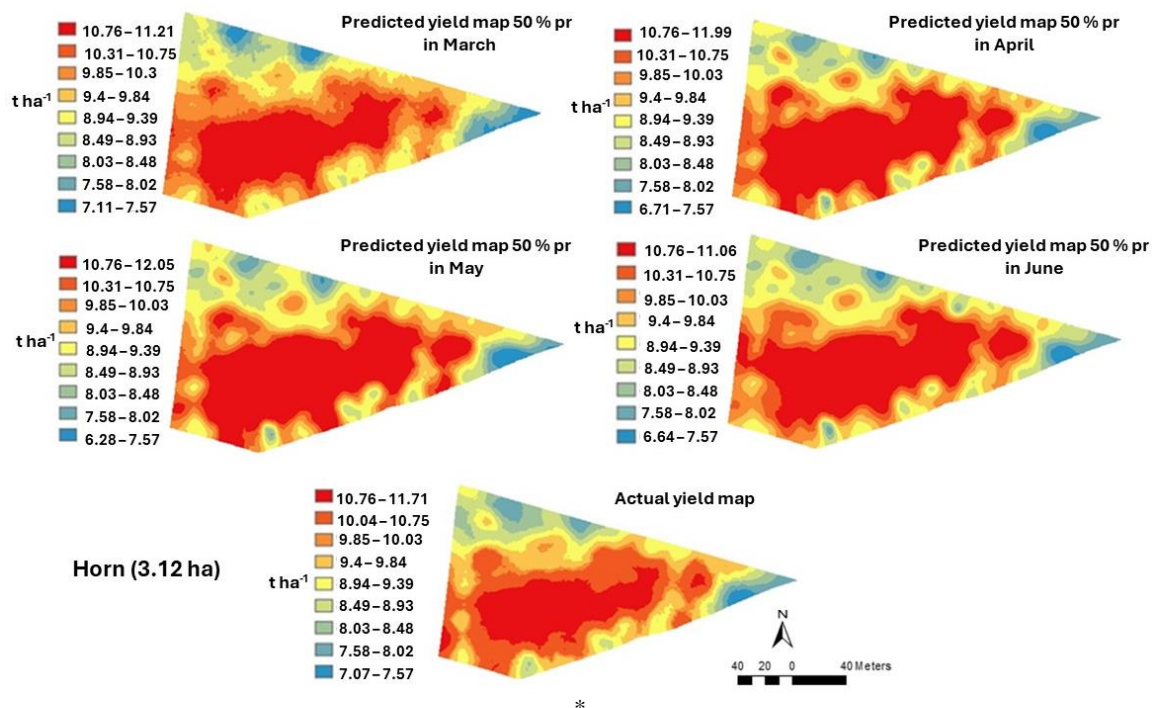 Predicted yield map 50 % pr
in March
10.76 – 11.21
10.31 – 10.75
9.85 – 10.3
9.4 – 9.84
8.94 – 9.39
8.49 – 8.93
8.03 – 8.48
7.58 – 8.02
7.11 – 7.57
t ha-1
Predicted yield map 50 % pr
in April
10.76 – 11.99
10.31 – 10.75
9.85 – 10.03
9.4 – 9.84
8.94 – 9.39
8.49 – 8.93
8.03 – 8.48
7.58 – 8.02
6.71 – 7.57
t ha-1
Predicted yield map 50 % pr
in May
10.76 – 12.05
10.31 – 10.75
9.85 – 10.03
9.4 – 9.84
8.94 – 9.39
8.49 – 8.93
8.03 – 8.48
7.58 – 8.02
6.28 – 7.57
t ha-1
Predicted yield map 50 % pr
in June
10.76 – 11.06
10.31 – 10.75
9.85 – 10.03
9.4 – 9.84
8.94 – 9.39
8.49 – 8.93
8.03 – 8.48
7.58 – 8.02
6.64 – 7.57
t ha-1
Actual yield map
10.76 – 11.71
10.04 – 10.75
9.85 – 10.03
9.4 – 9.84
8.94 – 9.39
8.49 – 8.93
8.03 – 8.48
7.58 – 8.02
7.07 – 7.57
t ha-1
Horn (3.12 ha)
N
40 20 0 40 Meters
*